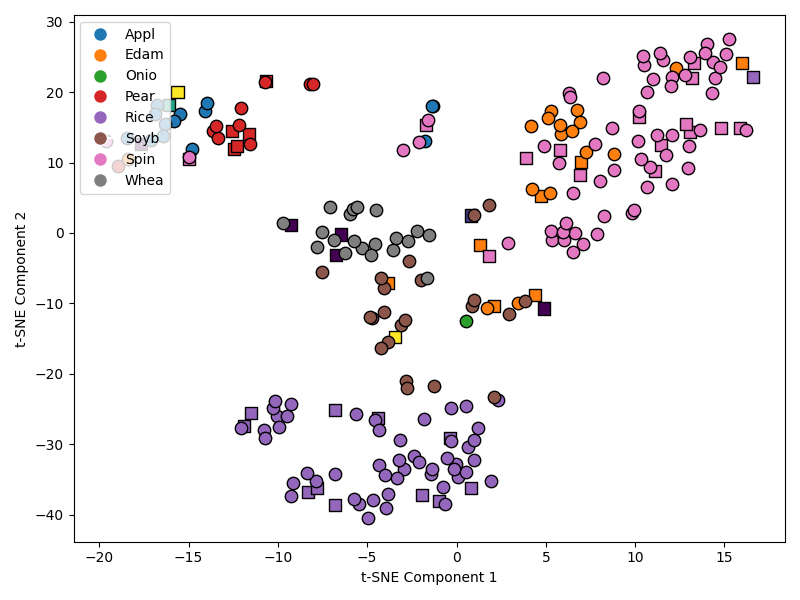 30
20
10
0
−10
−20
−30
−40
t-SNE Component 2
Appl
Edam
Onio
Pear
Rice
Soyb
Spin
Whea
−20 −15 −10 −5 0 5 10 15
t-SNE Component 1